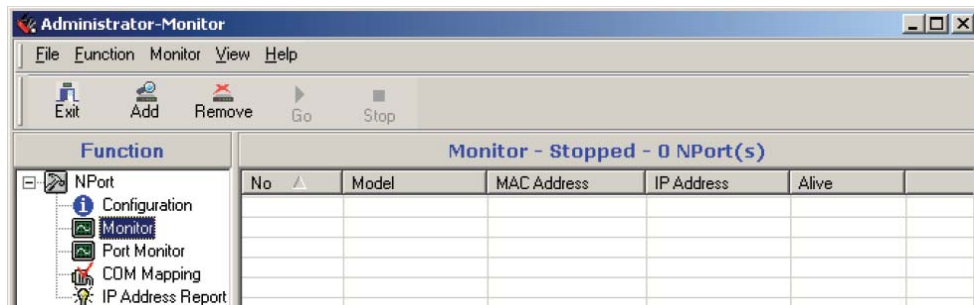 Administrator-Monitor
File Function Monitor View Help
Exit Add Remove Go Stop
Function
Monitor - Stopped - 0 NPort(s)
No Model MAC Address IP Address Alive
NPort
Configuration
Monitor
Port Monitor
COM Mapping
IP Address Report